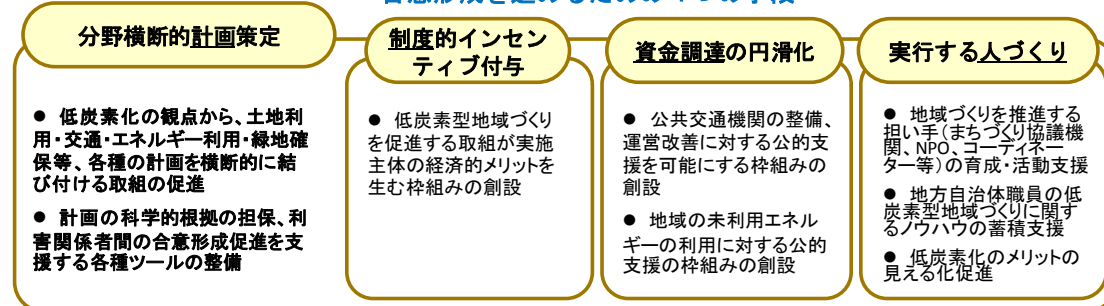 合意形成を進めるための4つの手段
分野横断的計画策定
● 低炭素化の観点から、土地利
用・交通・エネルギー利用・緑地確
保等、各種の計画を横断的に結
び付ける取組の促進
● 計画の科学的根拠の担保、利
害関係者間の合意形成促進を支
援する各種ツールの整備
制度的インセン
ティブ付与
● 低炭素型地域づくり
を促進する取組が実施
主体の経済的メリットを
生む枠組みの創設
資金調達の円滑化
● 公共交通機関の整備、
運営改善に対する公的支
援を可能にする枠組みの
創設
● 地域の未利用エネル
ギーの利用に対する公的
支援の枠組みの創設
実行する人づくり
● 地域づくりを推進する
担い手(まちづくり協議機
関、NPO、コーディネー
ター等)の育成・活動支援
● 地方自治体職員の低
炭素型地域づくりに関す
るノウハウの蓄積支援
● 低炭素化のメリットの
見える化促進